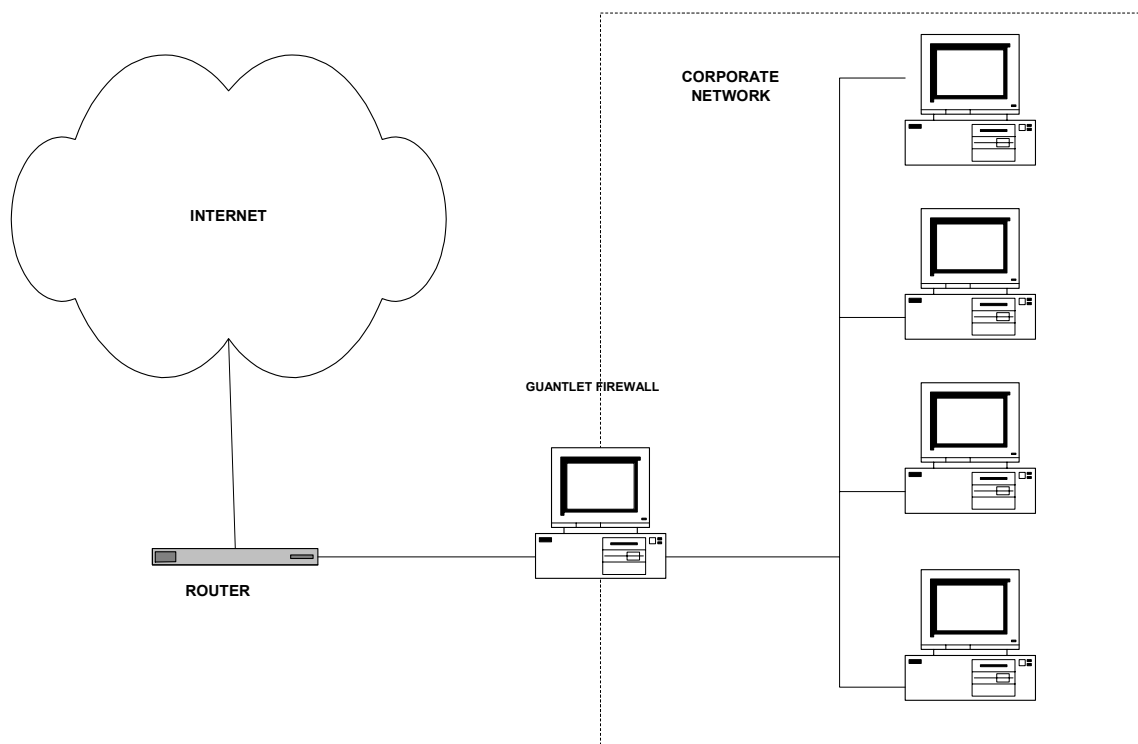 CORPORATE
NETWORK
INTERNET
GUANTLET FIREWALL
ROUTER